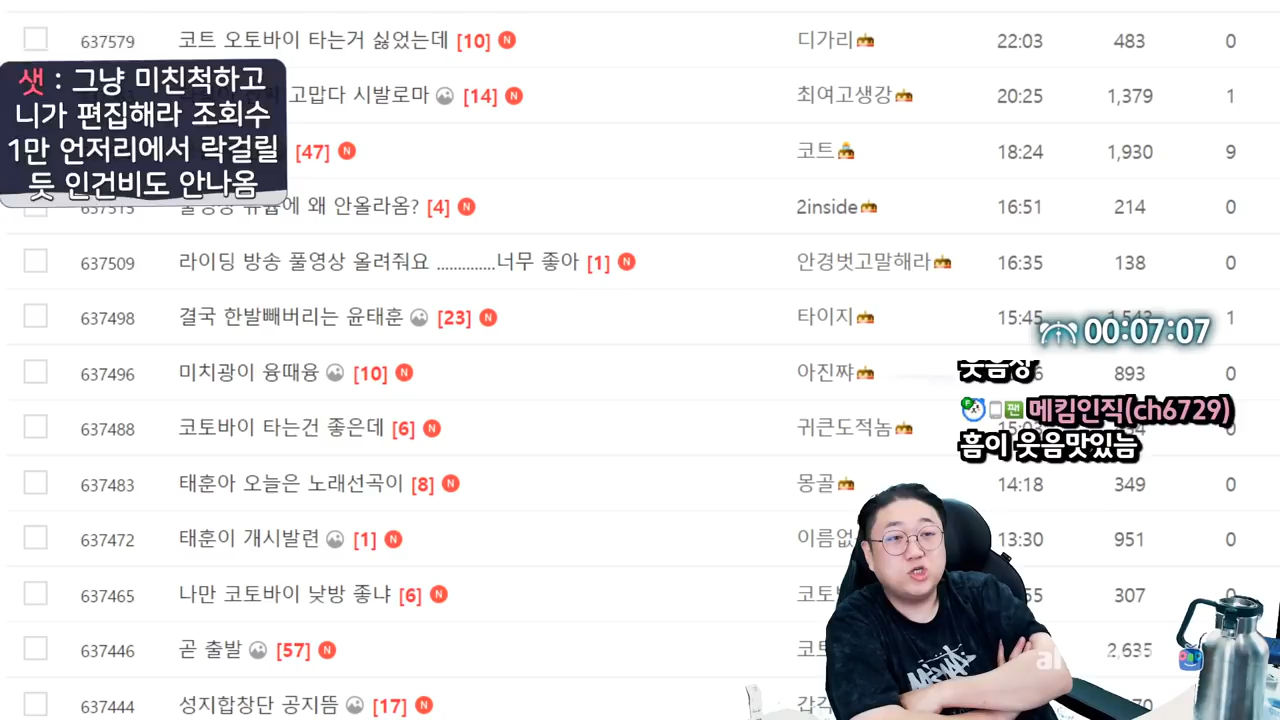 637579 코트 오토바이 타는거 싫었는데 [10] N 디가리 22:03 483 0
샛 : 그냥 미친척하고
니가 편집해라 조회수
1만 언저리에서 락걸릴
듯 인건비도 안나옴
고맙다 시발로마 [14] N 최여고생강 20:25 1,379 1
[47] N 코트 18:24 1,930 9
왜 안올라옴? [4] N 2inside 16:51 214 0
637509 라이딩 방송 풀영상 올려줘요 ..............너무 좋아 [1] N 안경벗고말해라 16:35 138 0
637498 결국 한발빼버리는 윤태훈 [23] N 타이지 15:45 1
00:07:07
637496 미치광이 융때융 [10] N 아진쨔 893 0
웃음상
메킴인직(ch6729)
흠이 웃음맛있늠
637488 코토바이 타는건 좋은데 [6] N 귀큰도적놈
637483 태훈아 오늘은 노래선곡이 [8] N 몽골 14:18 349 0
637472 태훈이 개시발련 [1] N 13:30 951 0
637465 나만 코토바이 낮방 좋냐 [6] N 307
637446 곧 출발 [57] N 2,635
637444 성지합창단 공지뜸 [17] N